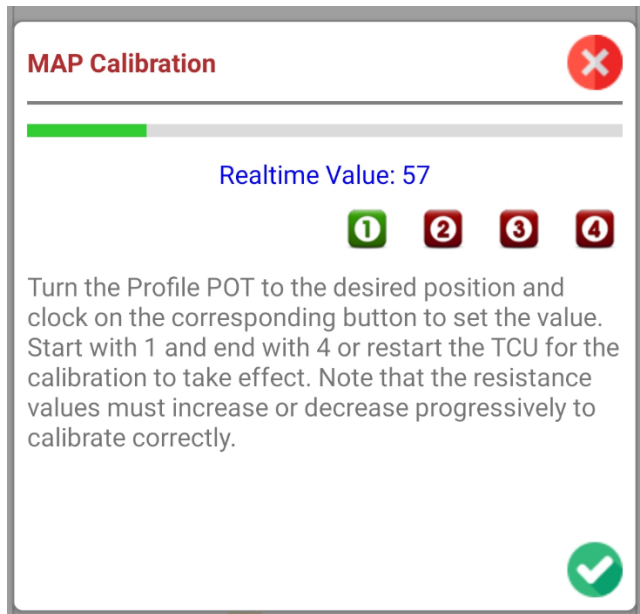 MAP Calibration
Realtime Value: 57
1 2 3 4
Turn the Profile POT to the desired position and
clock on the corresponding button to set the value.
Start with 1 and end with 4 or restart the TCU for the
calibration to take effect. Note that the resistance
values must increase or decrease progressively to
calibrate correctly.